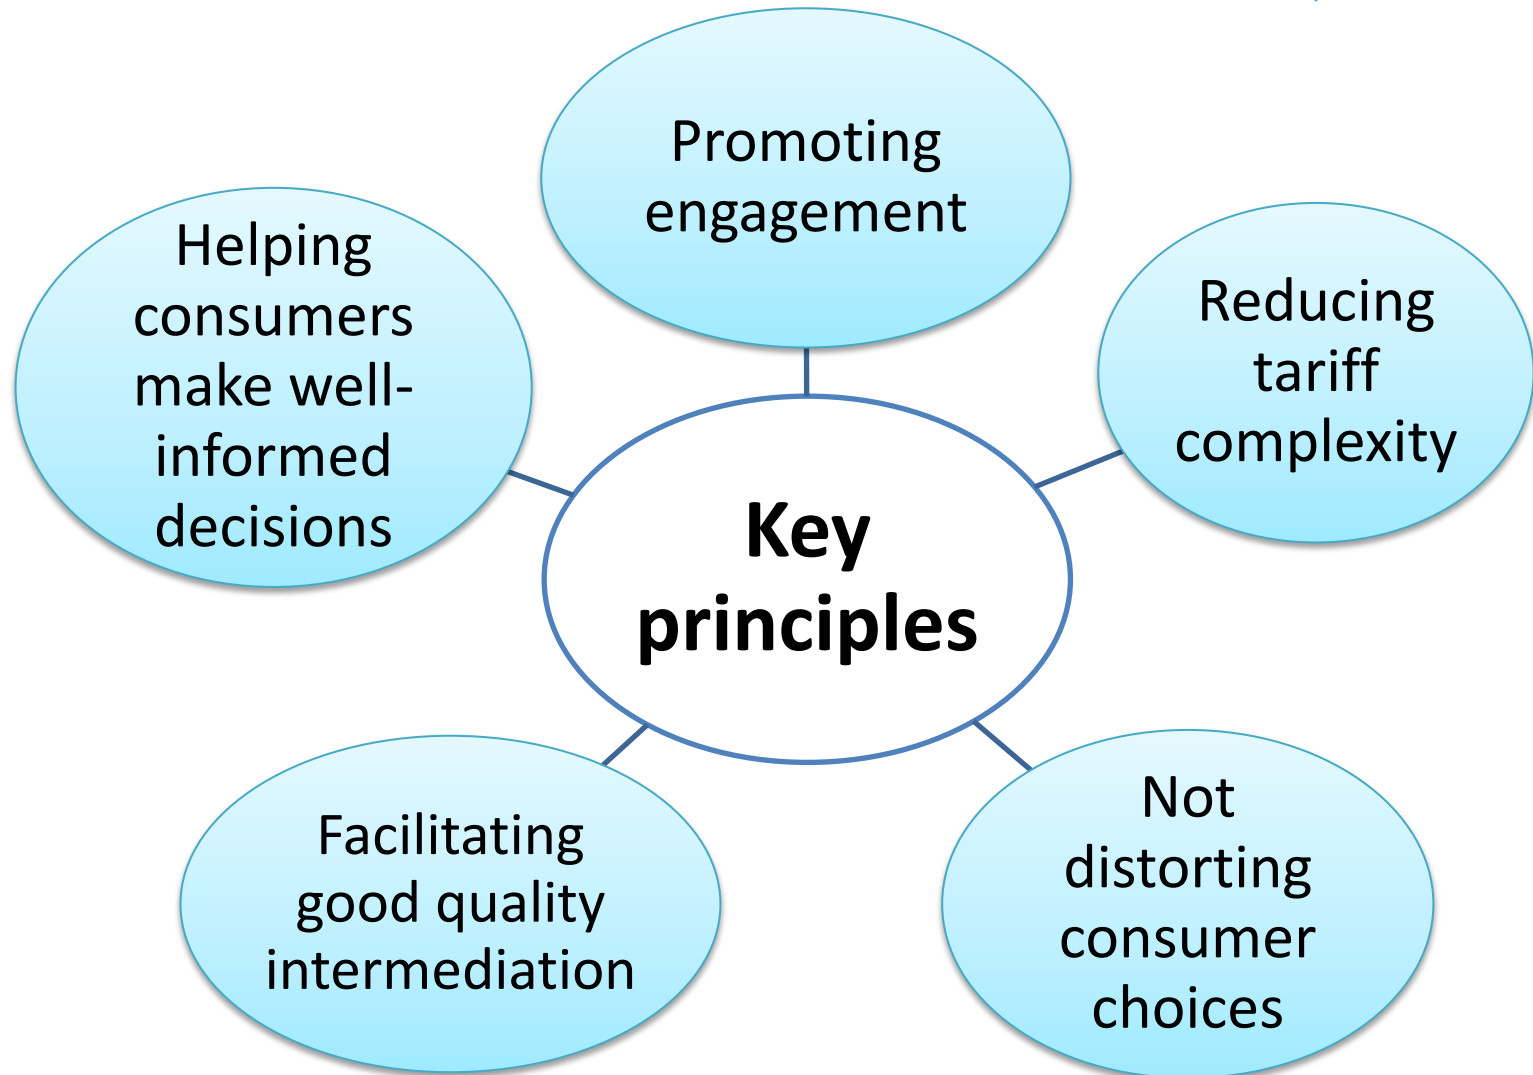 Promoting
engagement
Helping
consumers
make well-
informed
decisions
Reducing
tariff
complexity
Key
principles
Facilitating
good quality
intermediation
Not
distorting
consumer
choices